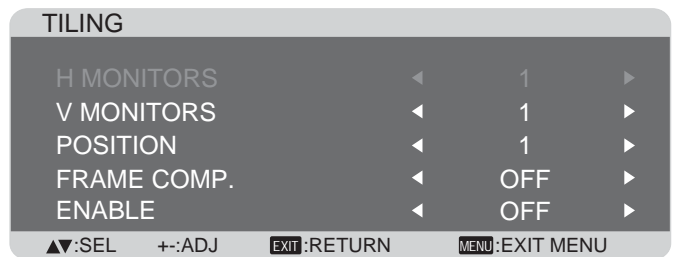 TILING
H MONITORS ◀ 1 ▶
V MONITORS ◀ 1 ▶
POSITION ◀ 1 ▶
FRAME COMP. ◀ OFF ▶
ENABLE ◀ OFF ▶
▲▼:SEL +-:ADJ EXIT:RETURN MENU:EXIT MENU